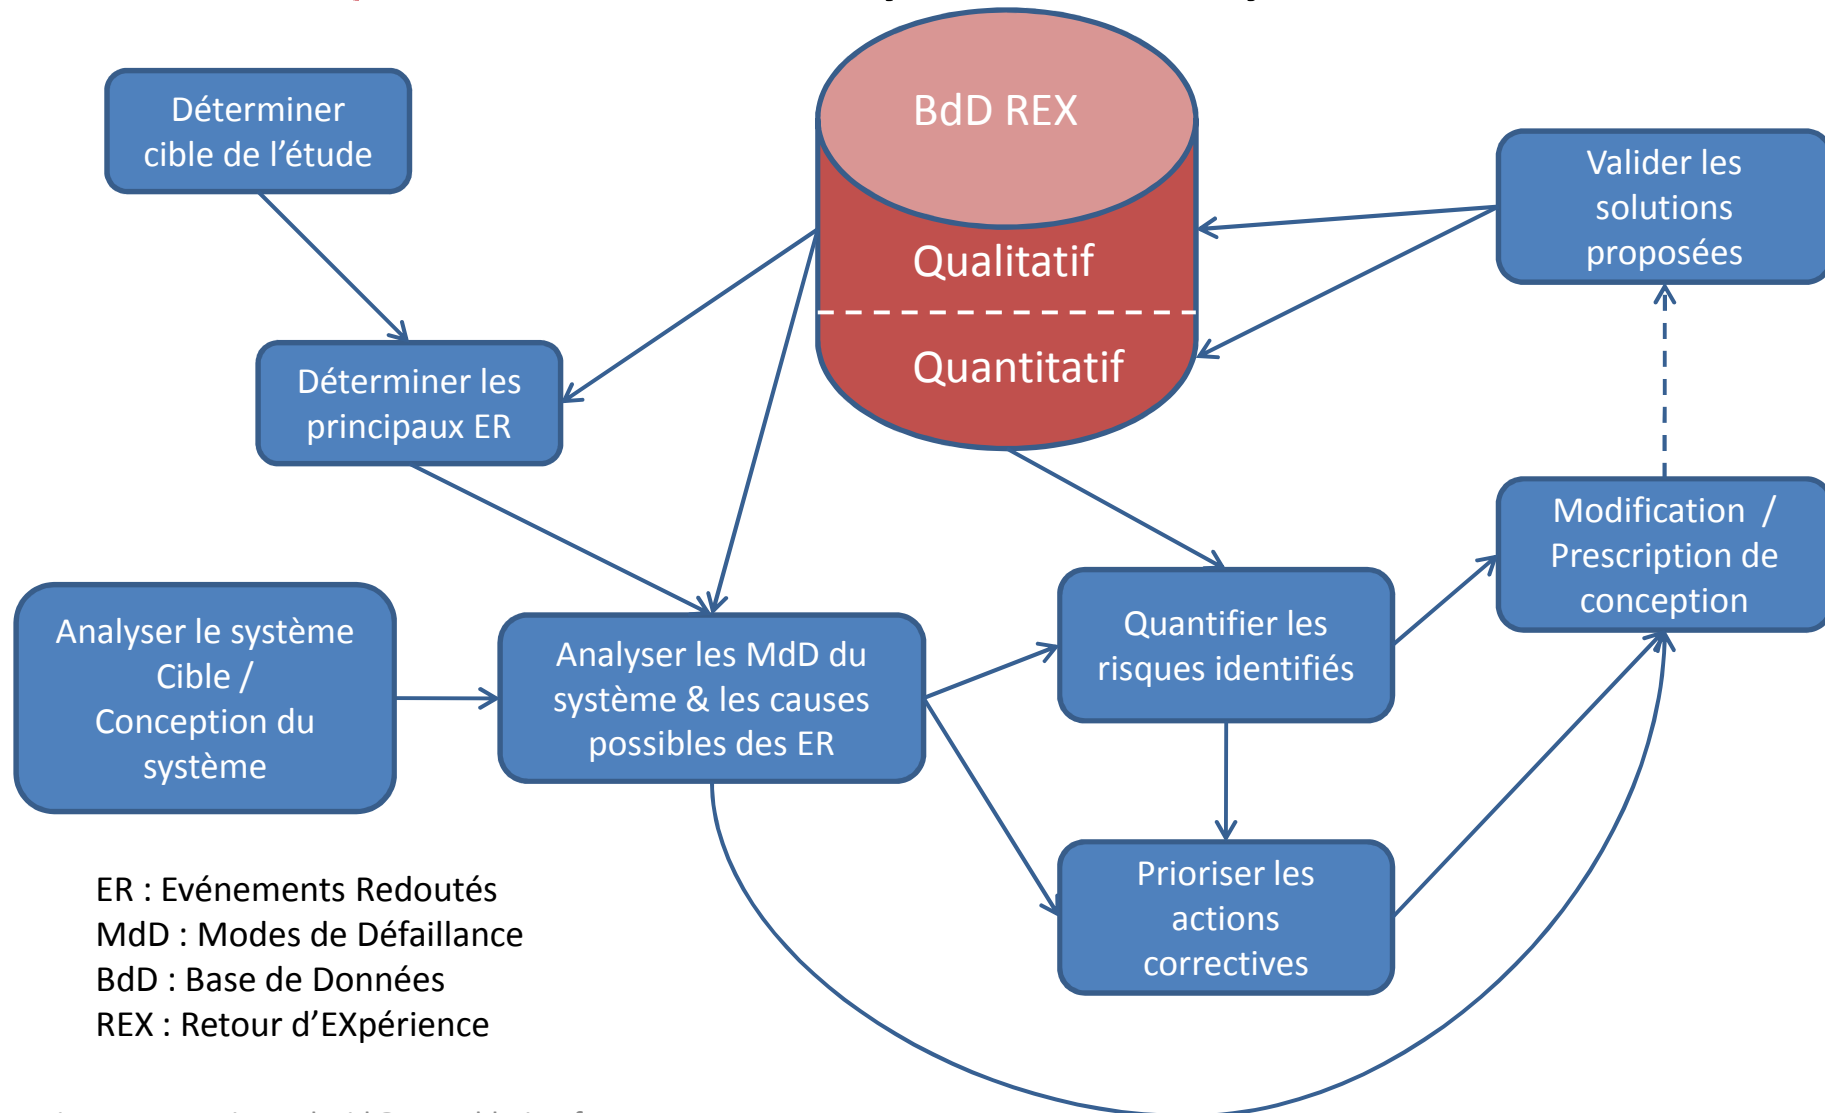 Déterminer
cible de l’étude
BdD REX
Qualitatif
Quantitatif
Valider les
solutions
proposées
Déterminer les
principaux ER
Modification /
Prescription de
conception
Analyser le système
Cible /
Conception du
système
Analyser les MdD du
système & les causes
possibles des ER
Quantifier les
risques identifiés
Prioriser les
actions
correctives
ER : Evénements Redoutés
MdD : Modes de Défaillance
BdD : Base de Données
REX : Retour d’EXpérience